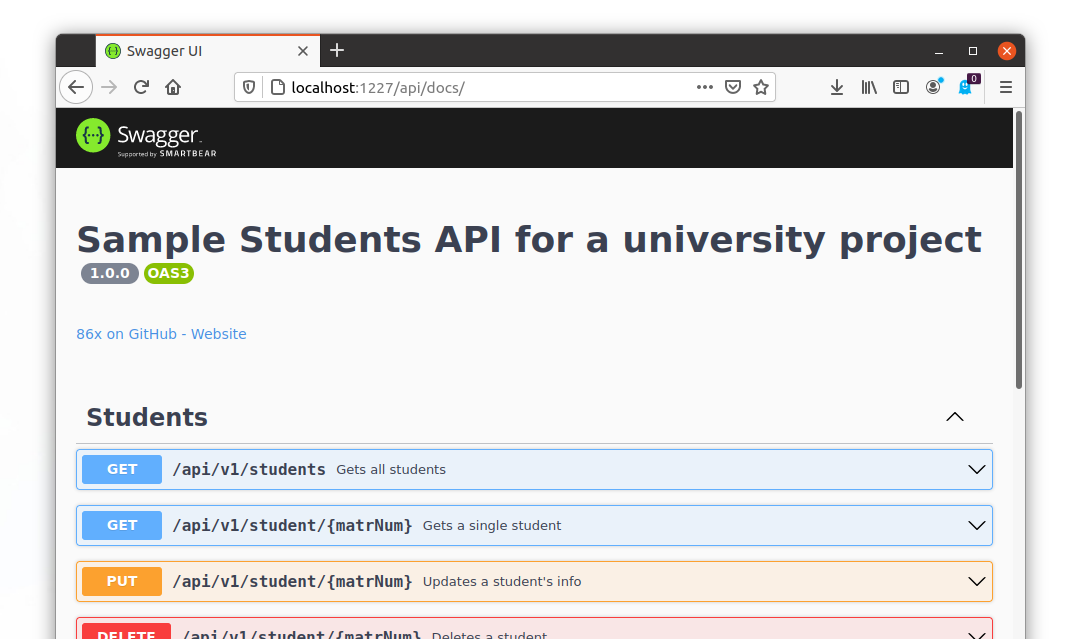 Swagger UI
localhost:1227/api/docs/
0
Swagger.
Supported by SMARTBEAR
Sample Students API for a university project
1.0.0 OAS3
86x on GitHub - Website
Students
GET /api/v1/students Gets all students
GET /api/v1/student/{matrNum} Gets a single student
PUT /api/v1/student/{matrNum} Updates a student's info
DELETE /api/v1/student/{matrNum} Deletes a student